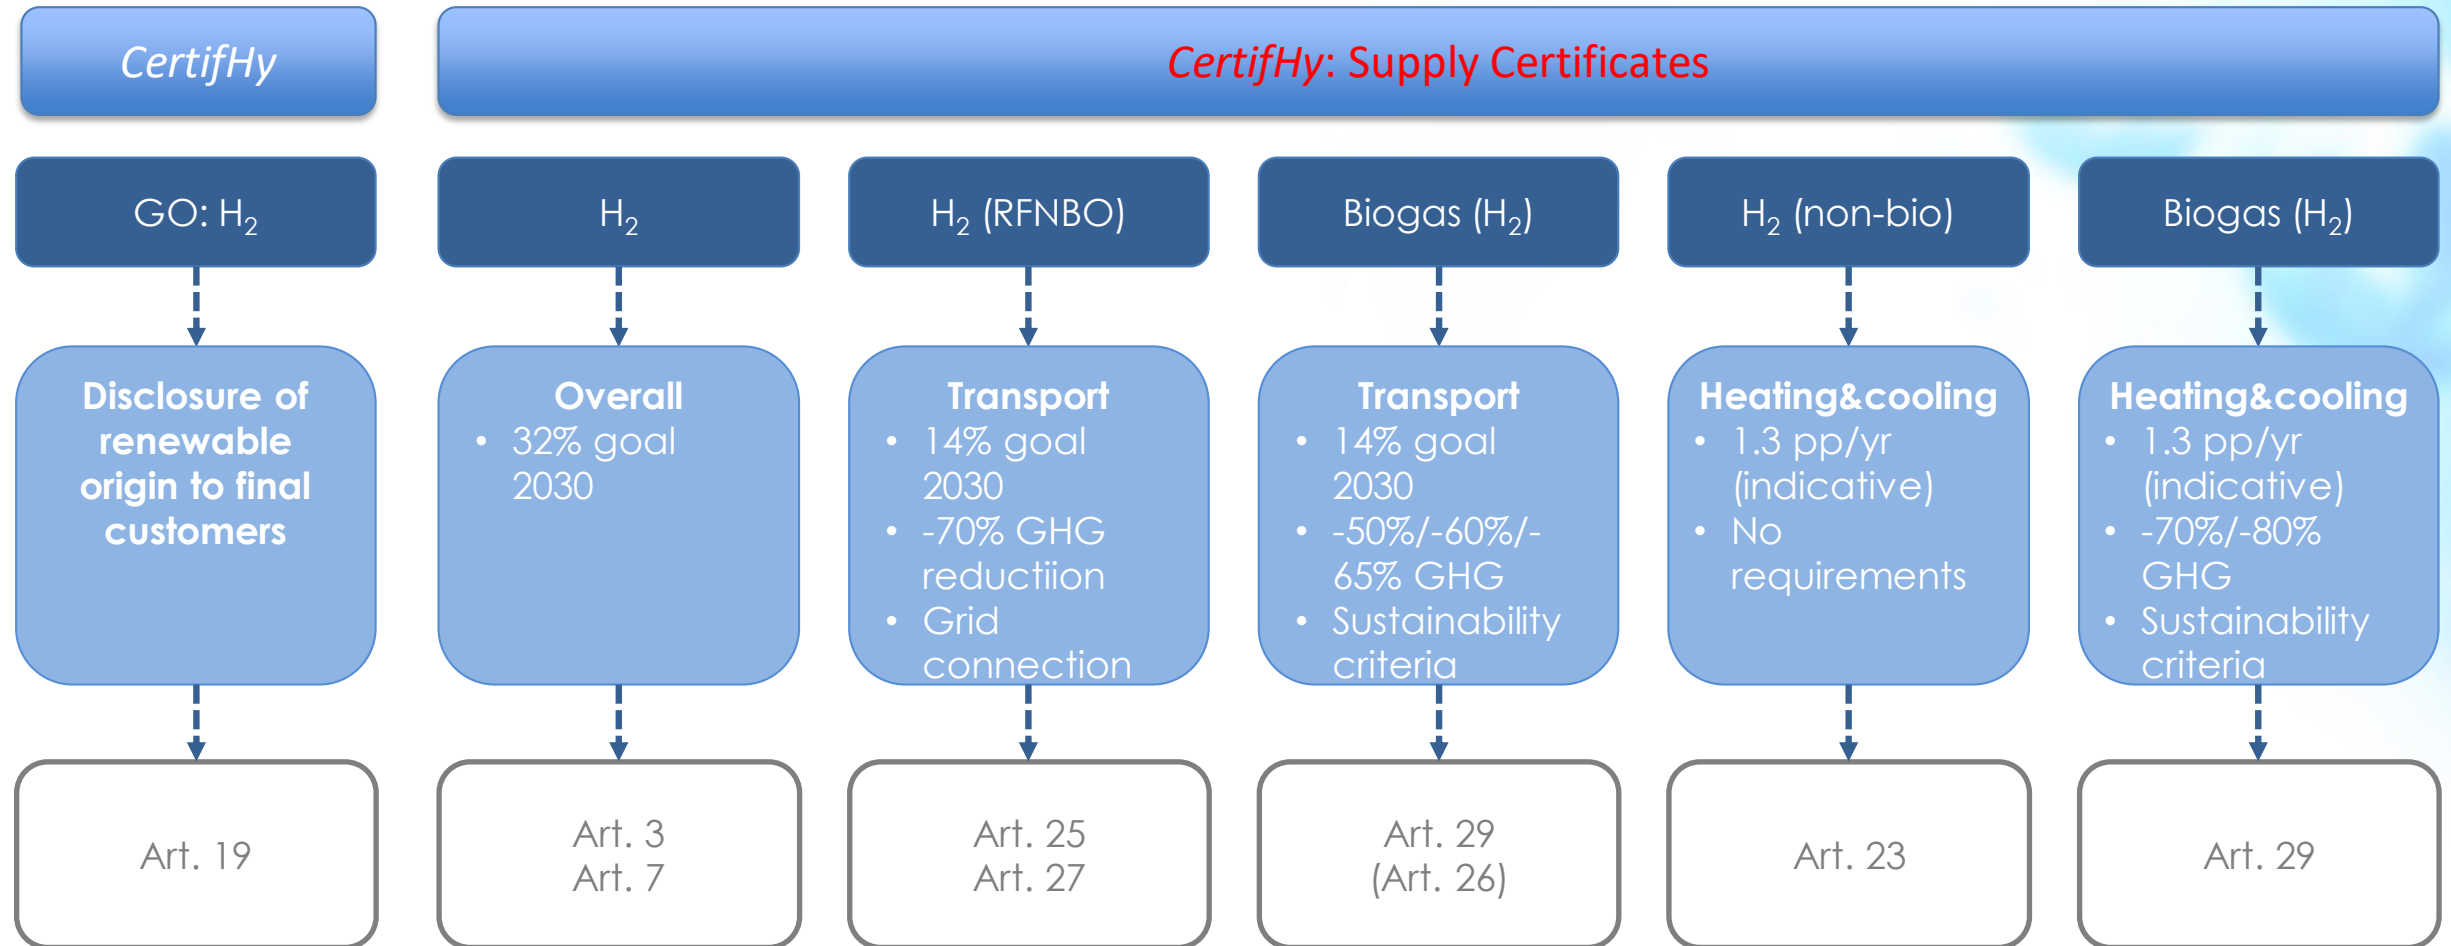 CertifHy
CertifHy: Supply Certificates
GO: H₂
H₂
H₂ (RFNBO)
Biogas (H₂)
H₂ (non-bio)
Biogas (H₂)
Disclosure of
renewable
origin to final
customers
Overall
• 32% goal
2030
Transport
• 14% goal
2030
• -70% GHG
reductiion
• Grid
connection
Transport
• 14% goal
2030
• -50%/-60%/-
65% GHG
• Sustainability
criteria
Heating&cooling
• 1.3 pp/yr
(indicative)
• No
requirements
Heating&cooling
• 1.3 pp/yr
(indicative)
• -70%/-80%
GHG
• Sustainability
criteria
Art. 19
Art. 3
Art. 7
Art. 25
Art. 27
Art. 29
(Art. 26)
Art. 23
Art. 29